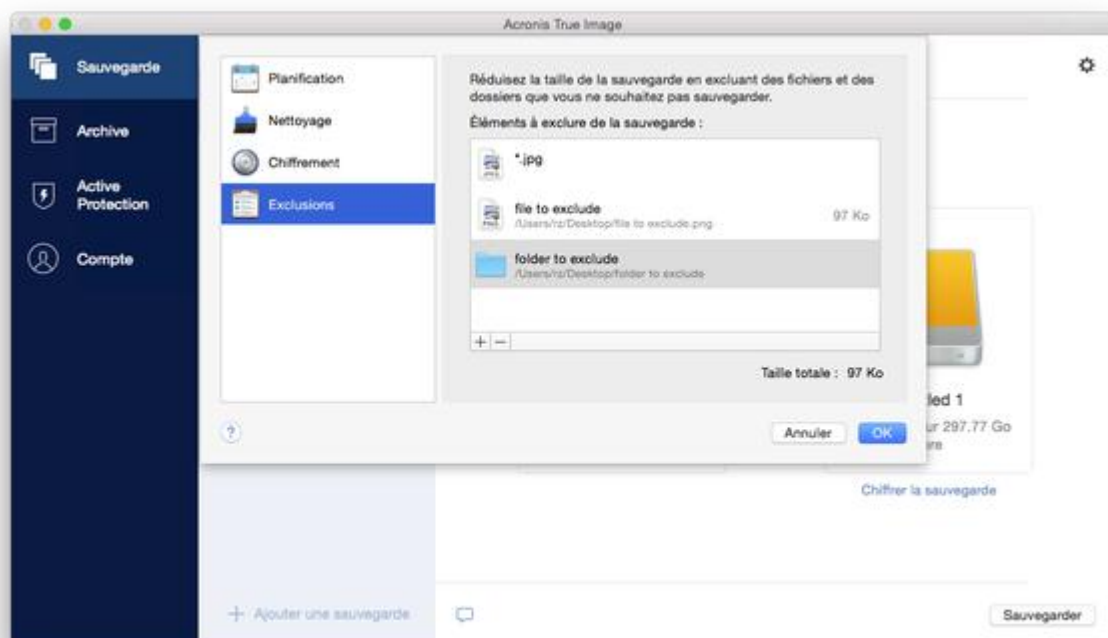 Acronis True Image
Sauvegarde
Archive
Active
Protection
Compte
Planification
Nettoyage
Chiffrement
Exclusions
Réduisez la taille de la sauvegarde en excluant des fichiers et des
dossiers que vous ne souhaitez pas sauvegarder.
Éléments à exclure de la sauvegarde :
*.jpg
file to exclude
/Users/rz/Desktop/file to exclude.png
97 Ko
folder to exclude
/Users/rz/Desktop/folder to exclude
+ −
Taille totale : 97 Ko
?
Annuler
OK
led 1
ur 297.77 Go
re
Chiffrer la sauvegarde
+ Ajouter une sauvegarde
Sauvegarder